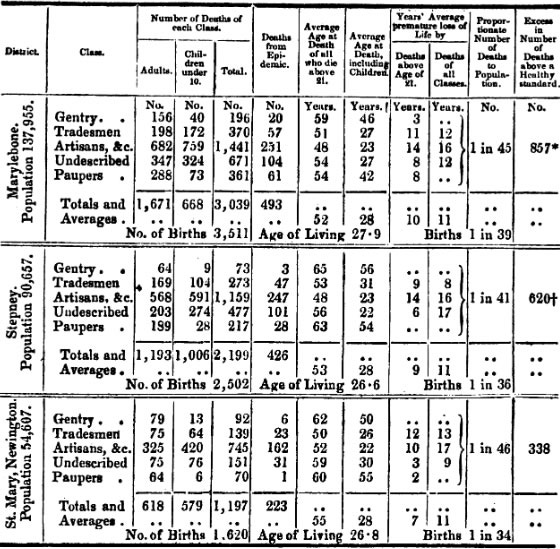 District.
Class.
Number of Deaths of each Class.
Adults.
Children under 10.
Total.
Deaths from Epidemic.
Average Age at Death of all who die above 21.
Average Age at Death, including Children.
Years' Average premature loss of Life by
Deaths above Age of 21.
Deaths of all Classes.
Proportionate Number of Deaths to Population.
Excess in Number of Deaths above a Healthy standard.
No. No. No. No. Years. Years. Years. Years. No. No.
Marylebone. Population 137,955.
Gentry . . 156 40 196 20 59 46 3 ..
Tradesmen 198 172 370 57 51 27 11 12
Artisans, &c. 682 759 1,441 251 48 23 14 16 1 in 45 857*
Undescribed 347 324 671 104 54 27 8 12
Paupers . 288 73 361 61 54 42 8 ..
Totals and 1,671 668 3,039 493 .. .. .. .. .. ..
Averages . .. .. .. .. 52 28 10 11 .. ..
No. of Births 3,511 Age of Living 27·9 Births 1 in 39
Stepney. Population 90,657.
Gentry . . 64 9 73 3 65 56 .. ..
Tradesmen 169 104 273 47 53 31 9 8
Artisans, &c. 568 591 1,159 247 48 23 14 16 1 in 41 620†
Undescribed 203 274 477 101 56 22 6 17
Paupers . 189 28 217 28 63 54 .. ..
Totals and 1,193 1,006 2,199 426 .. .. .. .. .. ..
Averages . .. .. .. .. 53 28 9 11 .. ..
No. of Births 2,502 Age of Living 26·6 Births 1 in 36
St. Mary, Newington. Population 54,607.
Gentry . . 79 13 92 6 62 50 .. ..
Tradesmen 75 64 139 23 50 26 12 13
Artisans, &c. 325 420 745 162 52 22 10 17 1 in 46 338
Undescribed 75 76 151 31 59 30 3 9
Paupers . 64 6 70 1 60 55 2 ..
Totals and 618 579 1,197 223 .. .. .. .. .. ..
Averages . .. .. .. .. 55 28 7 11 .. ..
No. of Births 1.620 Age of Living 26·8 Births 1 in 34